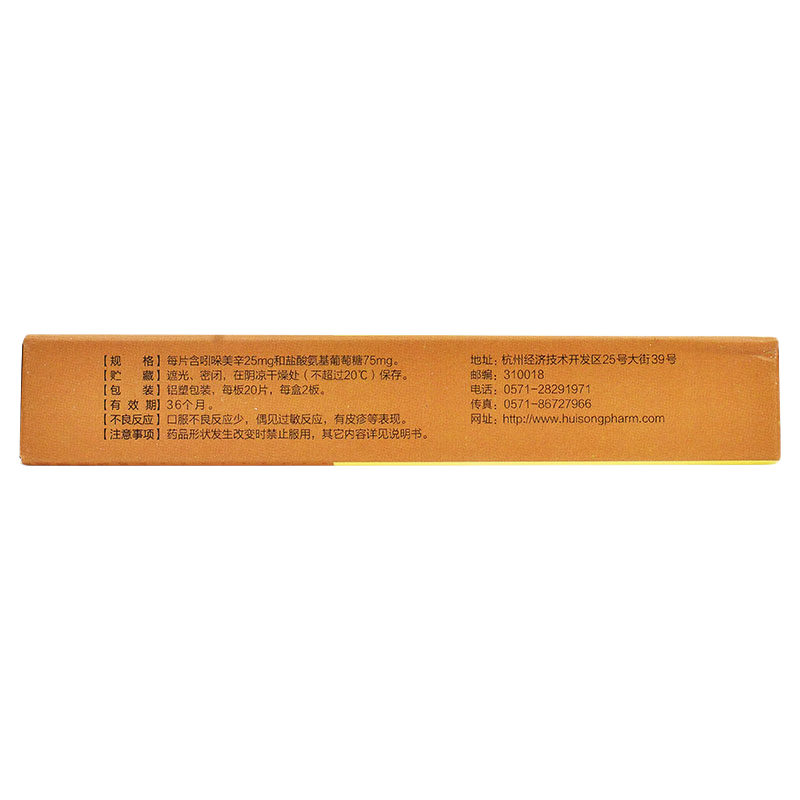 【规 格】每片含吲哚美辛25mg和盐酸氨基葡萄糖75mg。
【贮 藏】遮光、密闭，在阴凉干燥处（不超过20℃）保存。
【包 装】铝塑包装，每板20片，每盒2板。
【有 效 期】36个月。
【不良反应】口服不良反应少，偶见过敏反应，有皮疹等表现。
【注意事项】药品形状发生改变时禁止服用，其它内容详见说明书。
地址：杭州经济技术开发区25号大街39号
邮编：310018
电话：0571-28291971
传真：0571-86727966
网址：http://www.huisongpharm.com